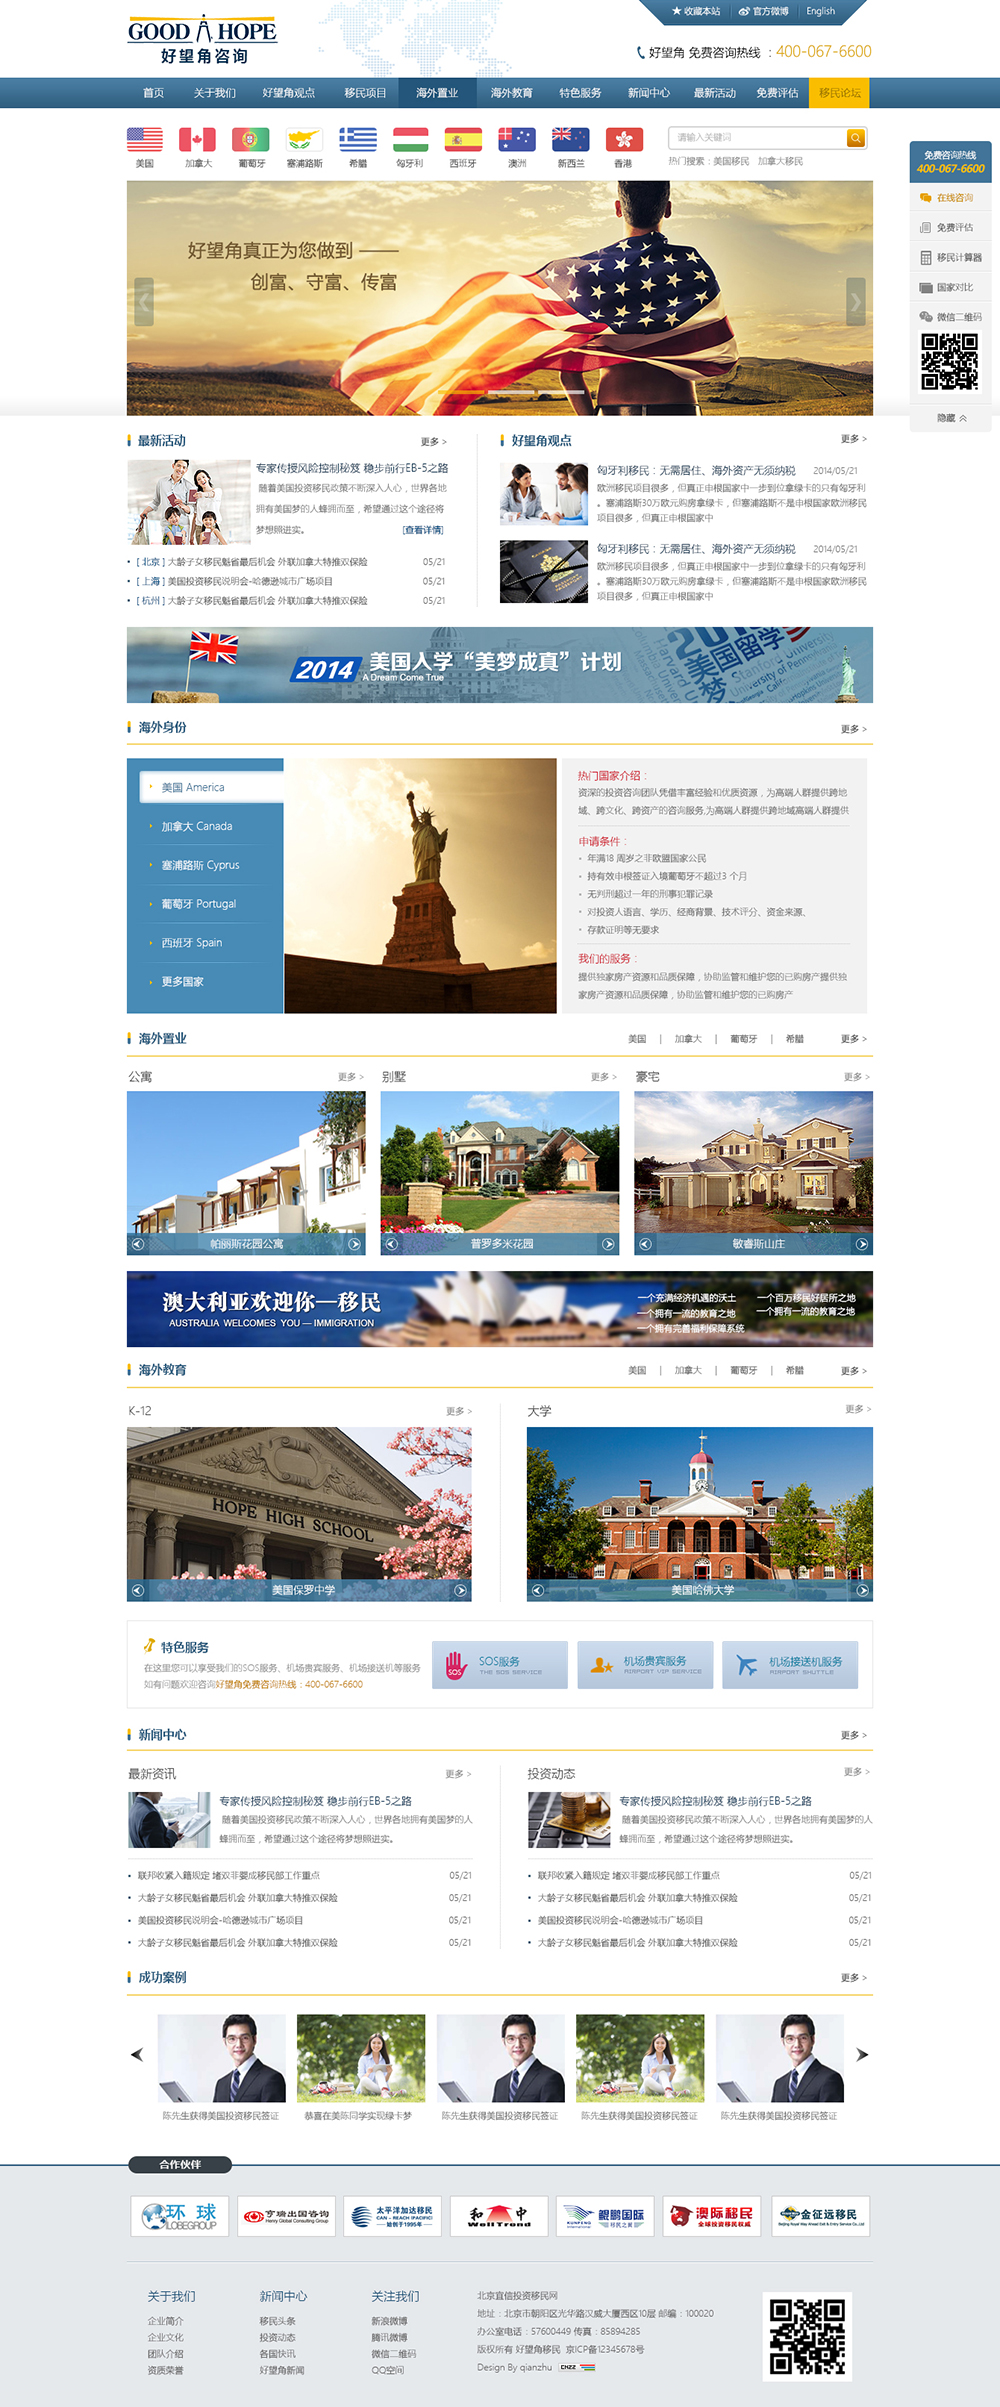 GOOD HOPE
好望角咨询
收藏本站 官方微博 English
好望角 免费咨询热线 ：400-067-6600
首页 关于我们 好望角观点 移民项目 海外置业 海外教育 特色服务 新闻中心 最新活动 免费评估 移民论坛
美国 加拿大 葡萄牙 塞浦路斯 希腊 匈牙利 西班牙 澳洲 新西兰 香港
请输入关键词
热门搜索：美国移民 加拿大移民
免费咨询热线
400-067-6600
在线咨询
免费评估
移民计算器
国家对比
微信二维码
隐藏
好望角真正为您做到 ——
创富、守富、传富
最新活动 更多 >
专家传授风险控制秘笈 稳步前行EB-5之路
随着美国投资移民政策不断深入人心，世界各地
拥有美国梦的人蜂拥而至，希望通过这个途径将
梦想照进实。 [查看详情]
[ 北京 ] 大龄子女移民魁省最后机会 外联加拿大特推双保险 05/21
[ 上海 ] 美国投资移民说明会-哈德逊城市广场项目 05/21
[ 杭州 ] 大龄子女移民魁省最后机会 外联加拿大特推双保险 05/21
好望角观点 更多 >
匈牙利移民：无需居住、海外资产无须纳税 2014/05/21
欧洲移民项目很多，但真正申根国家中一步到位拿绿卡的只有匈牙利
。塞浦路斯30万欧元购房拿绿卡，但塞浦路斯不是申根国家欧洲移民
项目很多，但真正申根国家中
匈牙利移民：无需居住、海外资产无须纳税 2014/05/21
欧洲移民项目很多，但真正申根国家中一步到位拿绿卡的只有匈牙利
。塞浦路斯30万欧元购房拿绿卡，但塞浦路斯不是申根国家欧洲移民
项目很多，但真正申根国家中
2014 美国入学“美梦成真”计划
A Dream Come True
美国留学
海外身份 更多 >
美国 America
加拿大 Canada
塞浦路斯 Cyprus
葡萄牙 Portugal
西班牙 Spain
更多国家
热门国家介绍：
资深的投资咨询团队凭借丰富经验和优质资源，为高端人群提供跨地
域、跨文化、跨资产的咨询服务,为高端人群提供跨地域高端人群提供
申请条件：
年满18 周岁之非欧盟国家公民
持有效申根签证入境葡萄牙不超过3 个月
无判刑超过一年的刑事犯罪记录
对投资人语言、学历、经商背景、技术评分、资金来源、
存款证明等无要求
我们的服务：
提供独家房产资源和品质保障，协助监管和维护您的已购房产提供独
家房产资源和品质保障，协助监管和维护您的已购房产
海外置业 美国 | 加拿大 | 葡萄牙 | 希腊 更多 >
公寓 更多 >
别墅 更多 >
豪宅 更多 >
帕丽斯花园公寓
普罗多米花园
敏睿斯山庄
澳大利亚欢迎你—移民
AUSTRALIA WELCOMES YOU — IMMIGRATION
一个充满经济机遇的沃土 一个百万移民好居所之地
一个拥有一流的教育之地 一个拥有一流的教育之地
一个拥有完善福利保障系统
海外教育 美国 | 加拿大 | 葡萄牙 | 希腊 更多 >
K-12 更多 >
大学 更多 >
HOPE HIGH SCHOOL
美国保罗中学
美国哈佛大学
特色服务
在这里您可以享受我们的SOS服务、机场贵宾服务、机场接送机等服务
如有问题欢迎咨询好望角免费咨询热线：400-067-6600
SOS
SOS服务
THE SOS SERVICE
机场贵宾服务
AIRPORT VIP SERVICE
机场接送机服务
AIRPORT SHUTTLE
新闻中心 更多 >
最新资讯 更多 >
专家传授风险控制秘笈 稳步前行EB-5之路
随着美国投资移民政策不断深入人心，世界各地拥有美国梦的人
蜂拥而至，希望通过这个途径将梦想照进实。
联邦收紧入籍规定 堵双非婴成移民部工作重点 05/21
大龄子女移民魁省最后机会 外联加拿大特推双保险 05/21
美国投资移民说明会-哈德逊城市广场项目 05/21
大龄子女移民魁省最后机会 外联加拿大特推双保险 05/21
投资动态 更多 >
专家传授风险控制秘笈 稳步前行EB-5之路
随着美国投资移民政策不断深入人心，世界各地拥有美国梦的人
蜂拥而至，希望通过这个途径将梦想照进实。
联邦收紧入籍规定 堵双非婴成移民部工作重点 05/21
大龄子女移民魁省最后机会 外联加拿大特推双保险 05/21
美国投资移民说明会-哈德逊城市广场项目 05/21
大龄子女移民魁省最后机会 外联加拿大特推双保险 05/21
成功案例 更多 >
陈先生获得美国投资移民签证
恭喜在美陈同学实现绿卡梦
陈先生获得美国投资移民签证
陈先生获得美国投资移民签证
陈先生获得美国投资移民签证
合作伙伴
环球
GLOBEGROUP
亨瑞出国咨询
Henry Global Consulting Group
太平洋加达移民
CAN - REACH (PACIFIC)
始创于1995年
和中
WellTrend
鲲鹏国际
KUNPENG 移民之翼
澳际移民
全球投资移民权威
金征远移民
关于我们
企业简介
企业文化
团队介绍
资质荣誉
新闻中心
移民头条
投资动态
各国快讯
好望角新闻
关注我们
新浪微博
腾讯微博
微信二维码
QQ空间
北京宜信投资移民网
地址：北京市朝阳区光华路汉威大厦西区10层 邮编：100020
办公室电话：57600449 传真：85894285
版权所有 好望角移民 京ICP备12345678号
Design By qianzhu CNZZ